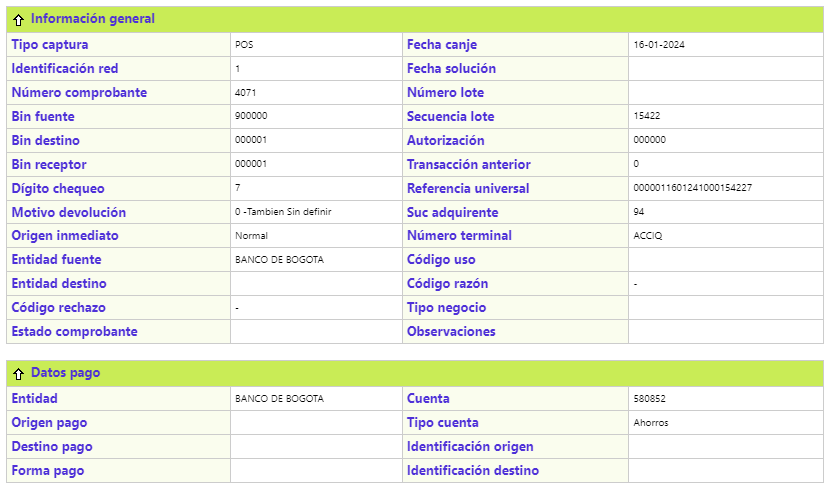 Información general
Tipo captura POS Fecha canje 16-01-2024
Identificación red 1 Fecha solución
Número comprobante 4071 Número lote
Bin fuente 900000 Secuencia lote 15422
Bin destino 000001 Autorización 000000
Bin receptor 000001 Transacción anterior 0
Dígito chequeo 7 Referencia universal 0000011601241000154227
Motivo devolución 0 -Tambien Sin definir Suc adquirente 94
Origen inmediato Normal Número terminal ACCIQ
Entidad fuente BANCO DE BOGOTA Código uso
Entidad destino Código razón -
Código rechazo - Tipo negocio
Estado comprobante Observaciones
Datos pago
Entidad BANCO DE BOGOTA Cuenta 580852
Origen pago Tipo cuenta Ahorros
Destino pago Identificación origen
Forma pago Identificación destino